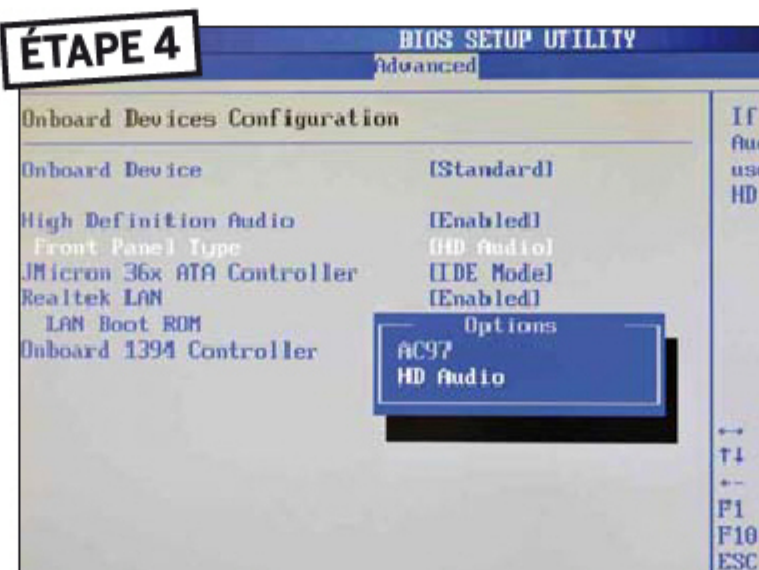 ÉTAPE 4
BIOS SETUP UTILITY
Advanced
Onboard Devices Configuration
Onboard Device [Standard]
High Definition Audio [Enabled]
Front Panel Type [HD Audio]
JMicron 36x ATA Controller [IDE Mode]
Realtek LAN [Enabled]
LAN Boot ROM
Onboard 1394 Controller
Options
AC97
HD Audio
If
Au
use
HD
←→
↑↓
+-
F1
F10
ESC